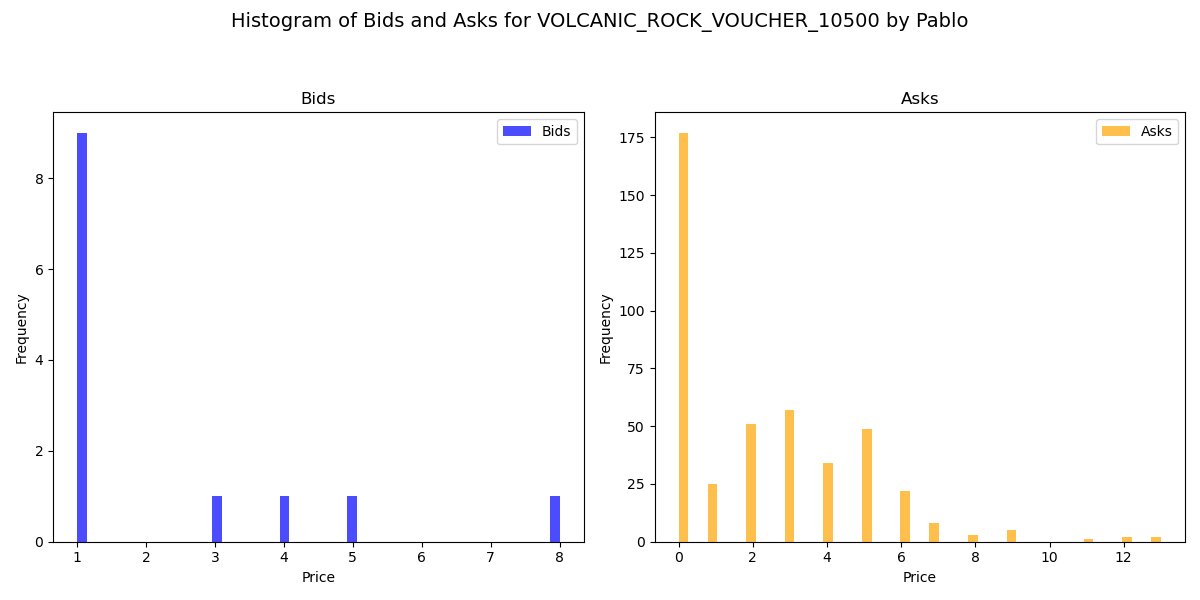 Histogram of Bids and Asks for VOLCANIC_ROCK_VOUCHER_10500 by Pablo
Bids
Bids
8
6
4
2
0
Frequency
1 2 3 4 5 6 7 8
Price
Asks
Asks
175
150
125
100
75
50
25
0
Frequency
0 2 4 6 8 10 12
Price